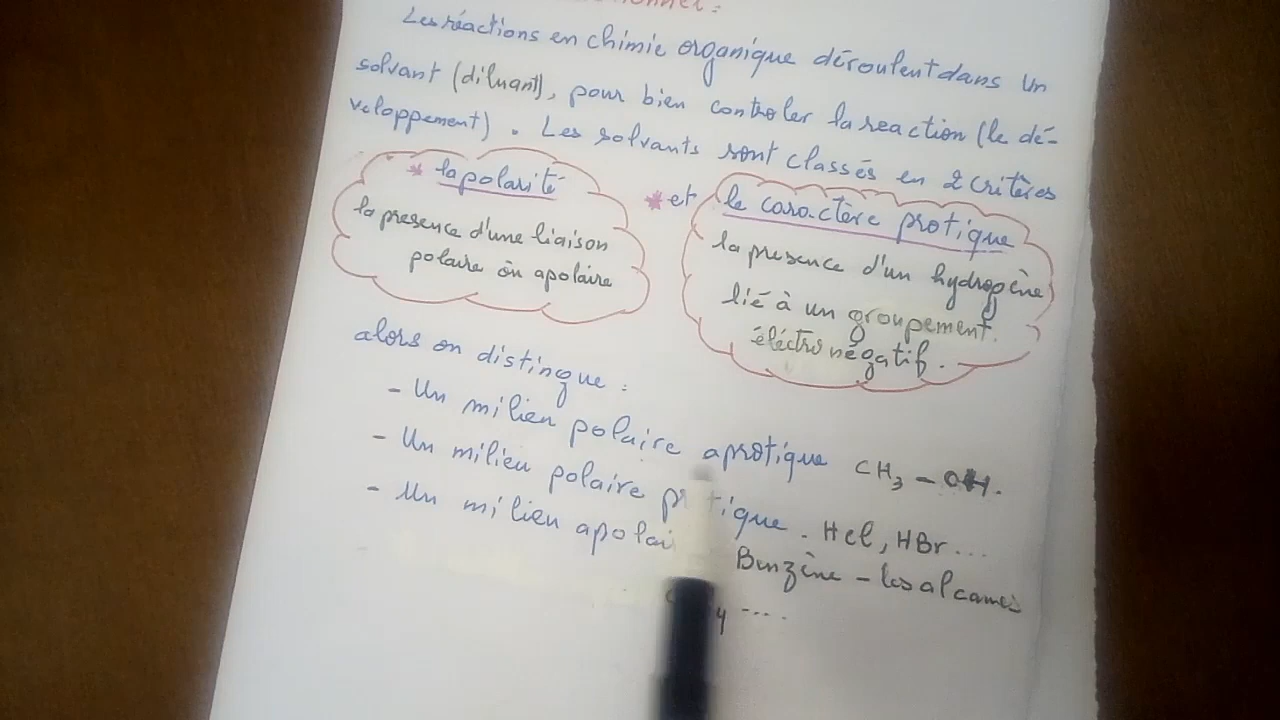 Les réactions en chimie organique déroulent dans un
solvant (diluant), pour bien controler la reaction (le dé-
veloppement). Les solvants sont classés en 2 critères
* la polarité
la presence d'une liaison
polaire ou apolaire
* et le caractère protique
la presence d'un hydrogène
lié à un groupement
éléctronégatif.
alors on distingue :
- Un milieu polaire aprotique CH3 - OH.
- Un milieu polaire protique. HCl, HBr...
- Un milieu apolai
Benzène - les alcanes
....